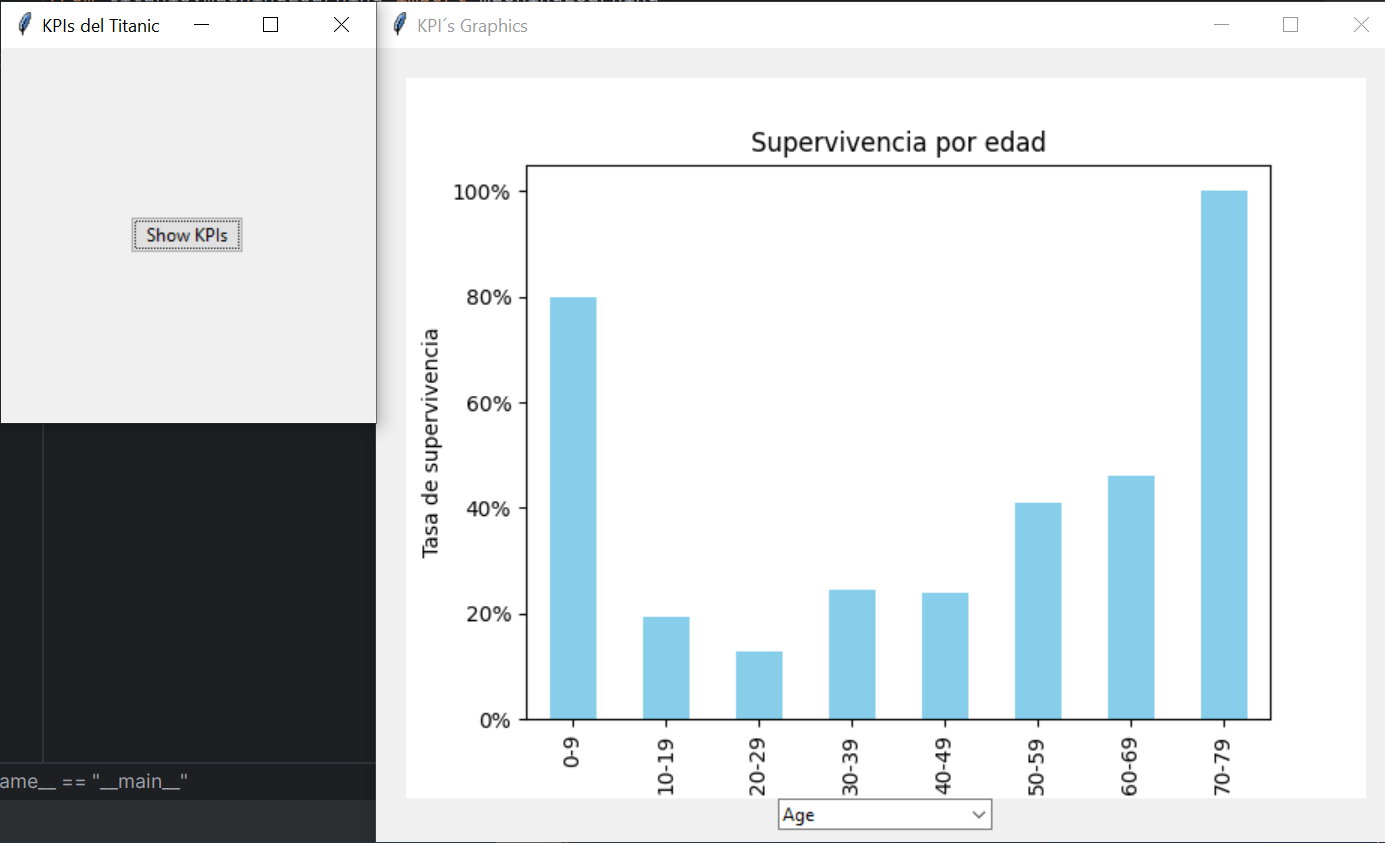 KPIs del Titanic
KPI´s Graphics
Show KPIs
Supervivencia por edad
Tasa de supervivencia
100%
80%
60%
40%
20%
0%
0-9
10-19
20-29
30-39
40-49
50-59
60-69
70-79
Age
ame__ == "__main__"